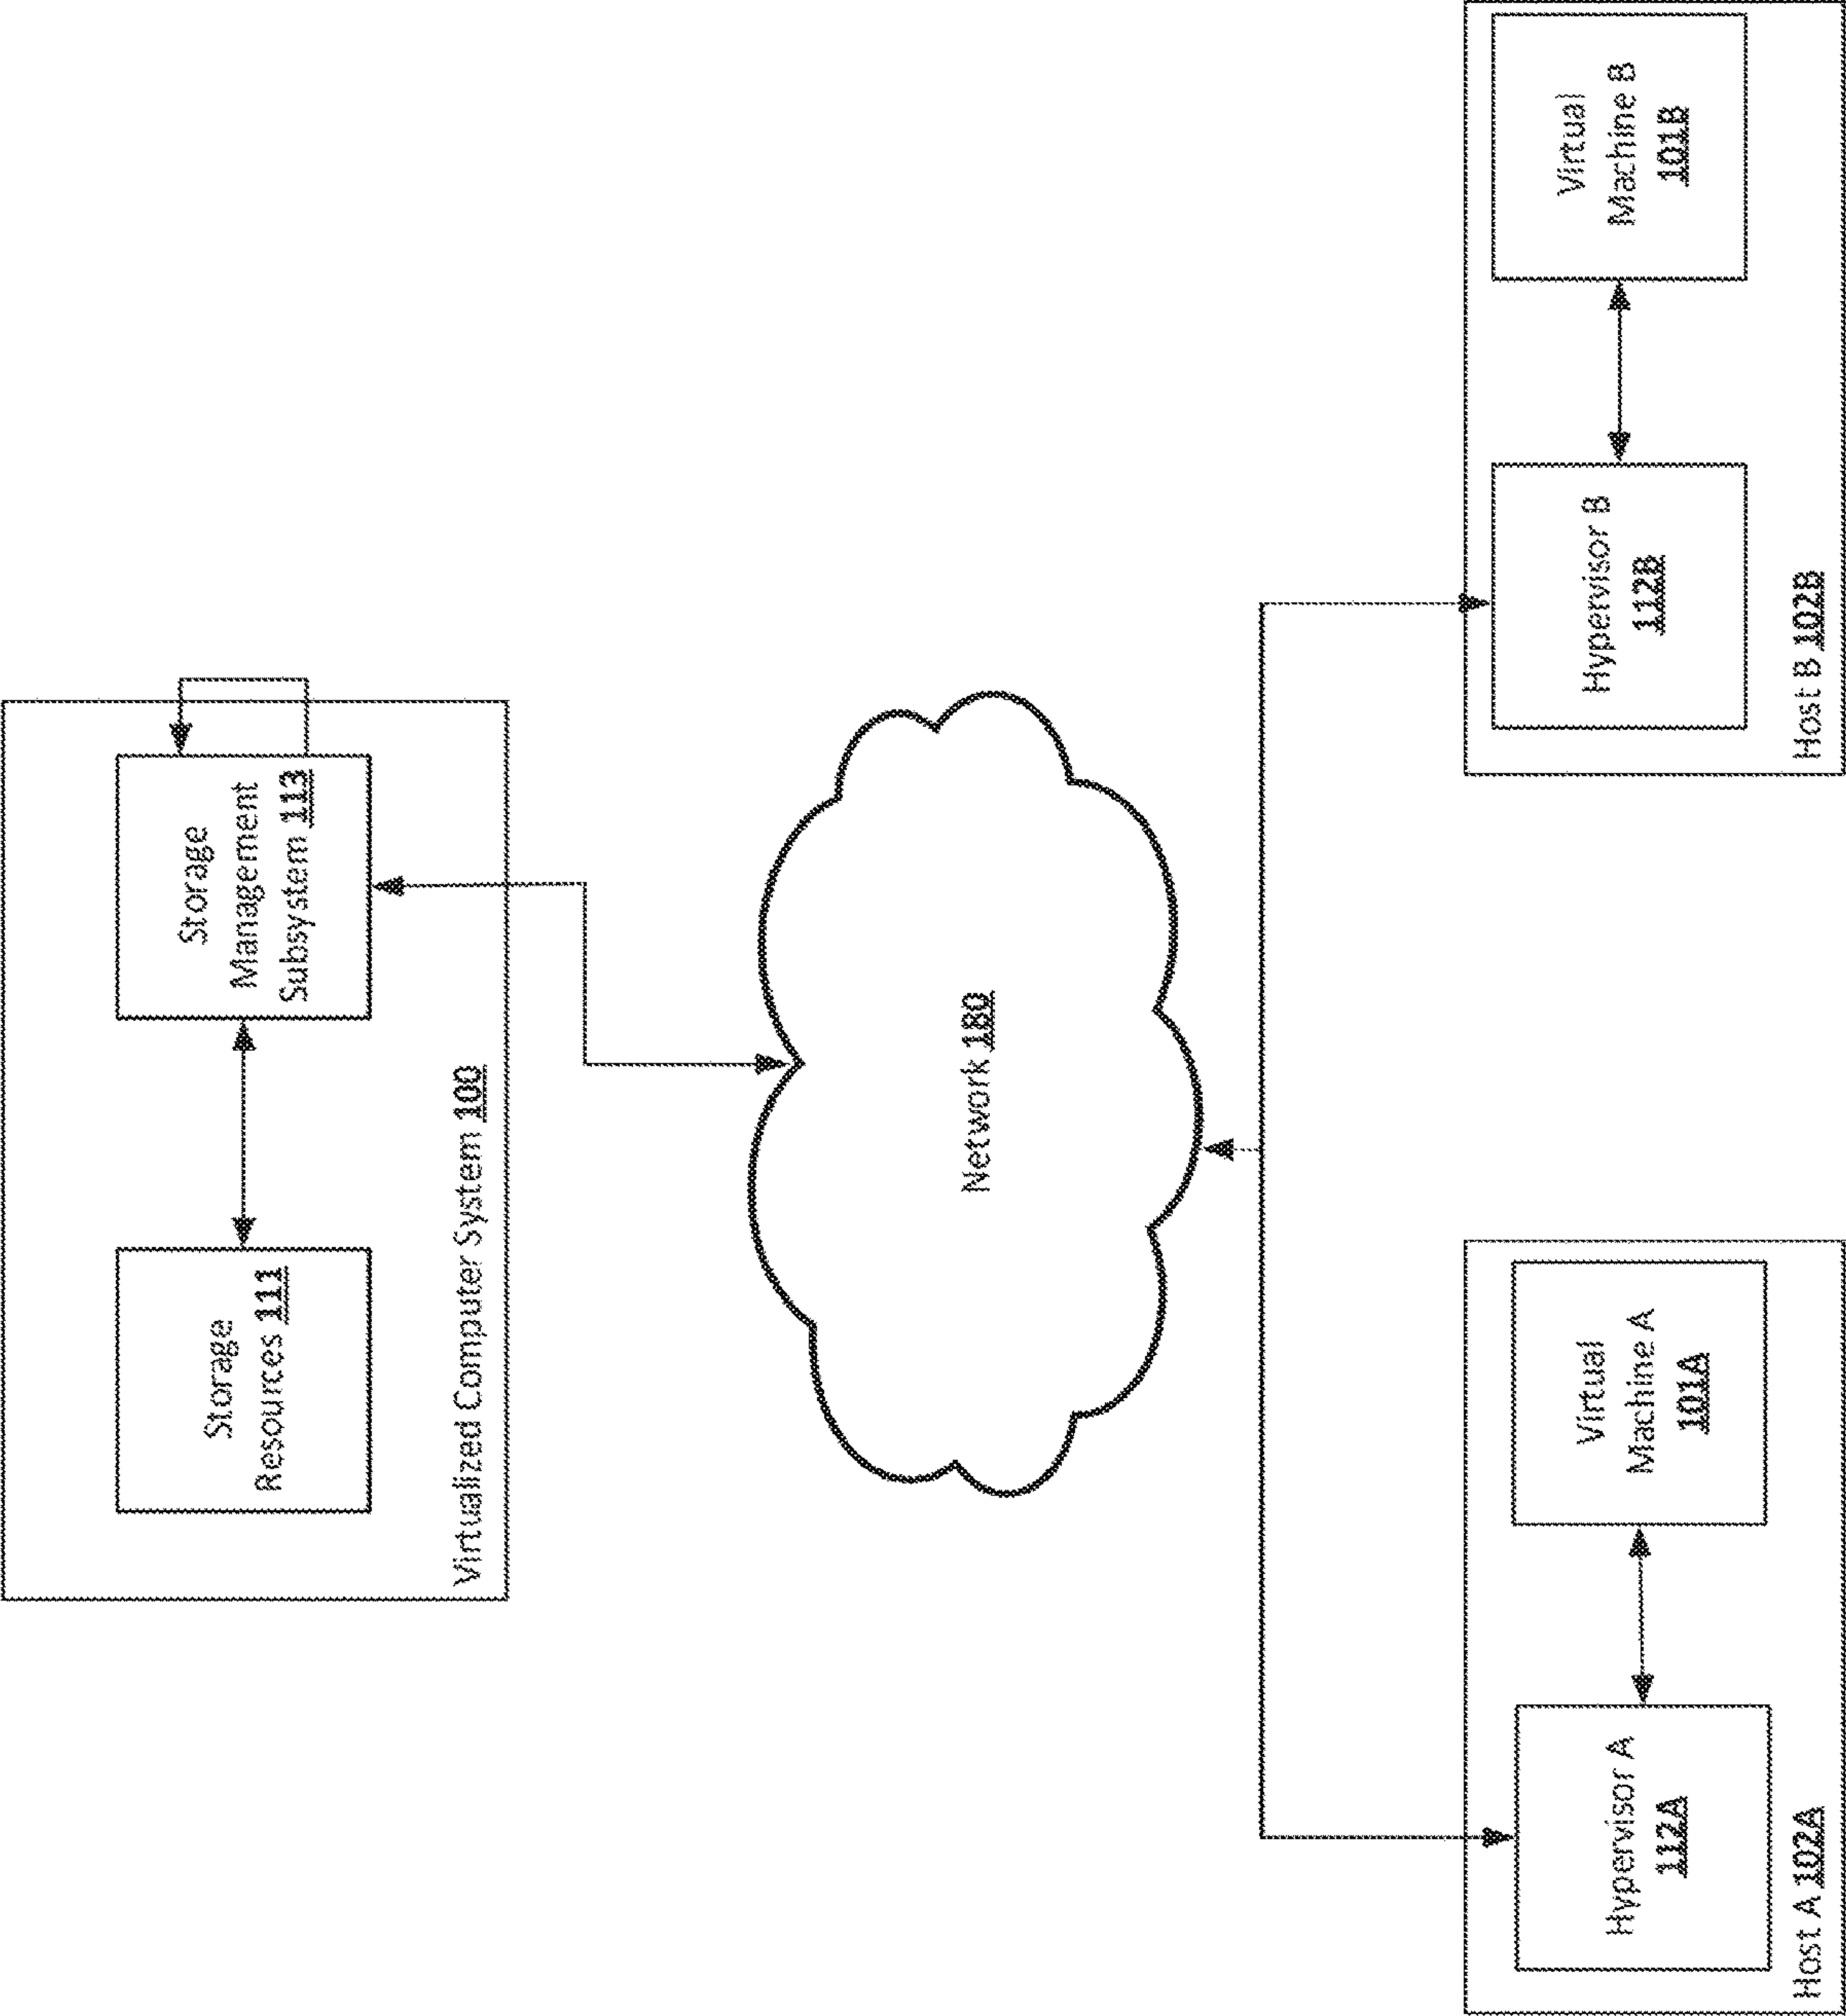 Storage
Resources 111
Storage
Management
Subsystem 113
Virtualized Computer System 100
Network 180
Hypervisor A
112A
Virtual
Machine A
101A
Host A 102A
Hypervisor B
112B
Virtual
Machine B
101B
Host B 102B